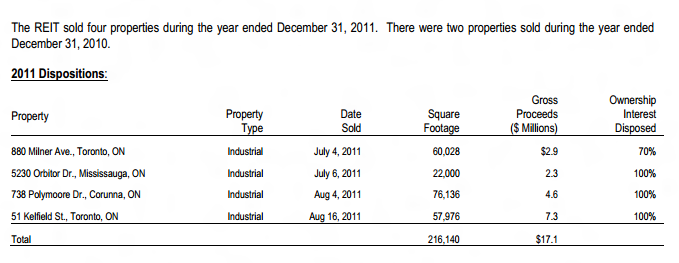 The REIT sold four properties during the year ended December 31, 2011.  There were two properties sold during the year ended
December 31, 2010.
2011 Dispositions:
Gross Ownership
Property Property Date Square Proceeds Interest
Type Sold Footage ($ Millions) Disposed
880 Milner Ave., Toronto, ON Industrial July 4, 2011 60,028 $2.9 70%
5230 Orbitor Dr., Mississauga, ON Industrial July 6, 2011 22,000 2.3 100%
738 Polymoore Dr., Corunna, ON Industrial Aug 4, 2011 76,136 4.6 100%
51 Kelfield St., Toronto, ON Industrial Aug 16, 2011 57,976 7.3 100%
Total 216,140 $17.1